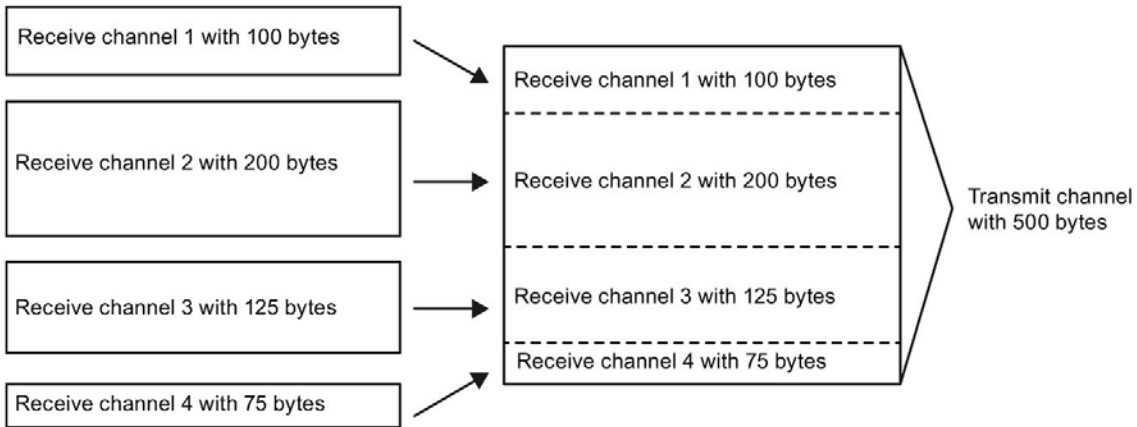 Receive channel 1 with 100 bytes
Receive channel 2 with 200 bytes
Receive channel 3 with 125 bytes
Receive channel 4 with 75 bytes
Receive channel 1 with 100 bytes
Receive channel 2 with 200 bytes
Receive channel 3 with 125 bytes
Receive channel 4 with 75 bytes
Transmit channel
with 500 bytes